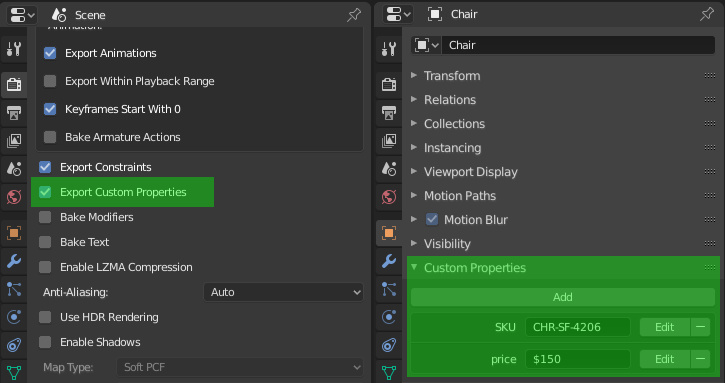 Scene
Animation:
Export Animations
Export Within Playback Range
Keyframes Start With 0
Bake Armature Actions
Export Constraints
Export Custom Properties
Bake Modifiers
Bake Text
Enable LZMA Compression
Anti-Aliasing: Auto
Use HDR Rendering
Enable Shadows
Map Type: Soft PCF
Chair
Chair
Transform
Relations
Collections
Instancing
Viewport Display
Motion Paths
Motion Blur
Visibility
Custom Properties
Add
SKU CHR-SF-4206 Edit
price $150 Edit